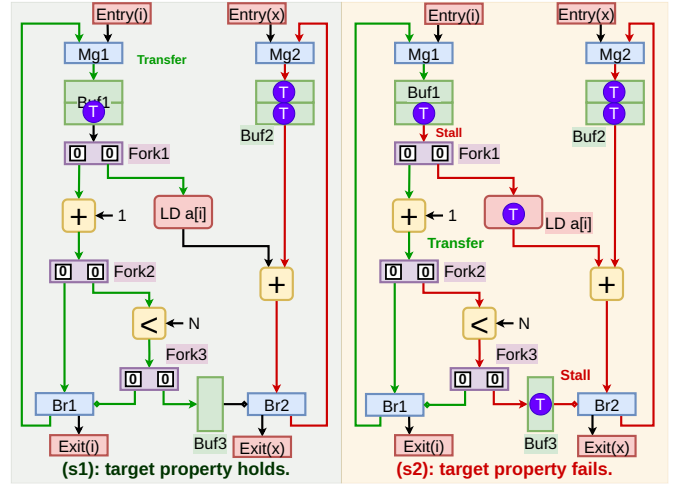 Entry(i)
Entry(x)
Mg1
Mg2
Transfer
Buf1
T
T
T
Buf2
0 0
Fork1
+
1
LD a[i]
0 0
Fork2
+
<
N
Fork3
0 0
Br1
Br2
Buf3
Exit(i)
Exit(x)
(s1): target property holds.
Entry(i)
Entry(x)
Mg1
Mg2
Buf1
T
T
T
Buf2
Stall
0 0
Fork1
T
LD a[i]
+
1
Transfer
0 0
Fork2
+
<
N
Fork3
0 0
Stall
T
Br1
Br2
Buf3
Exit(i)
Exit(x)
(s2): target property fails.